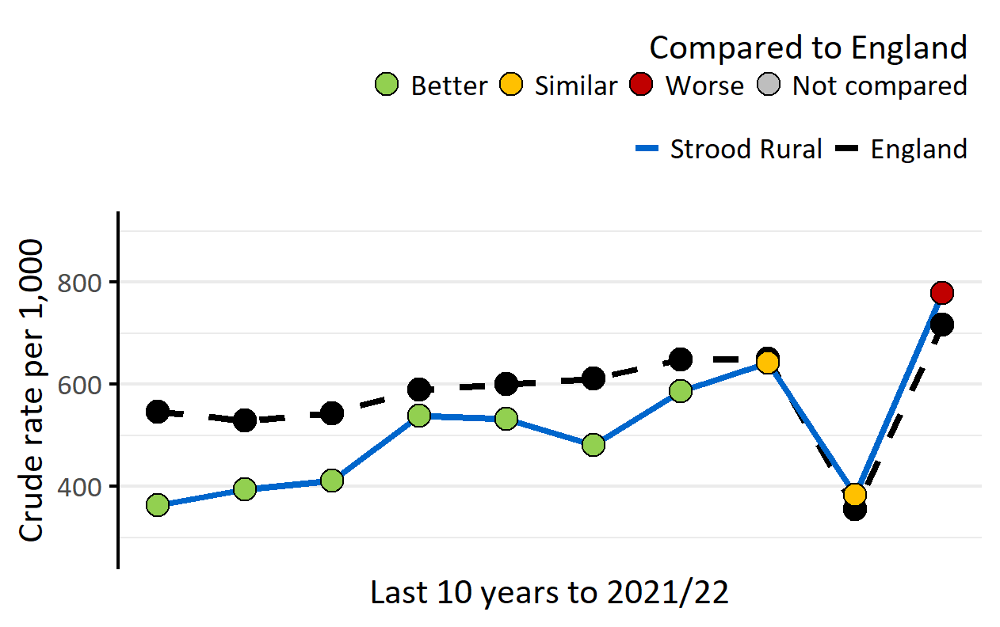 Compared to England
Better Similar Worse Not compared
Strood Rural England
Crude rate per 1,000
800
600
400
Last 10 years to 2021/22